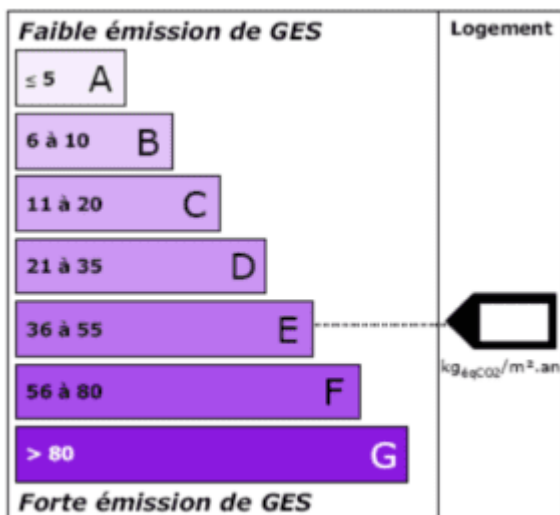 Faible émission de GES
Logement
≤ 5 A
6 à 10 B
11 à 20 C
21 à 35 D
36 à 55 E
kgéqCO2/m².an
56 à 80 F
> 80 G
Forte émission de GES